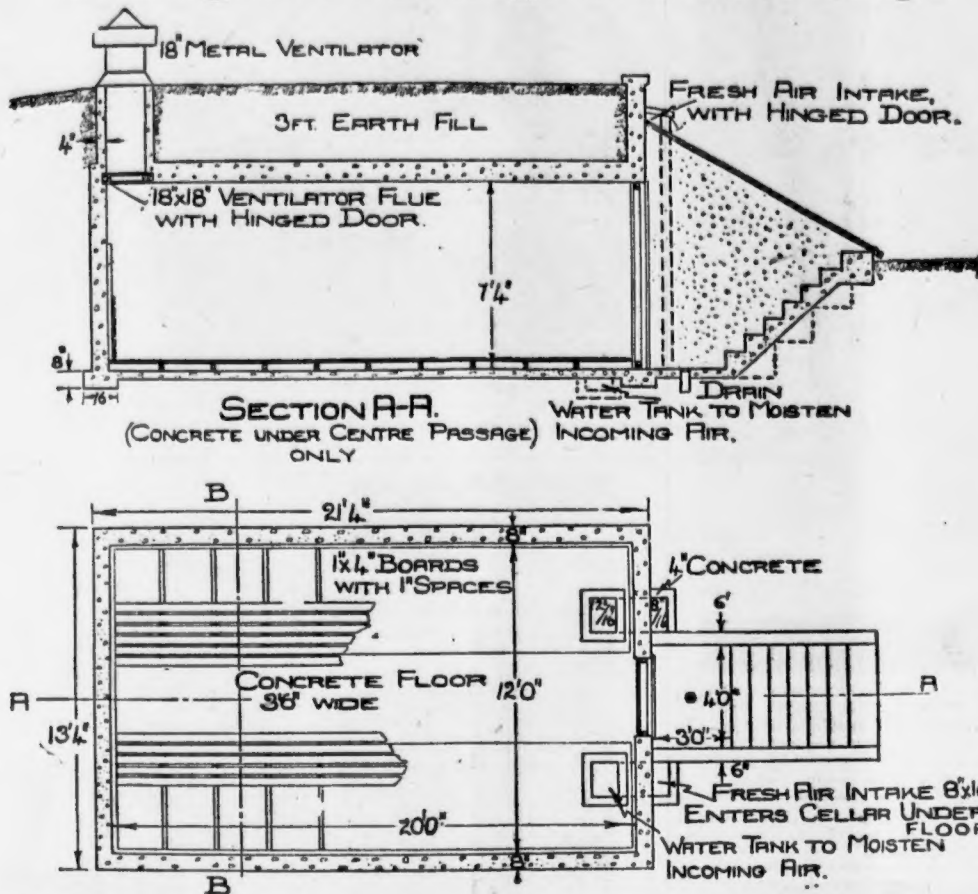 18" METAL VENTILATOR
FRESH AIR INTAKE,
WITH HINGED DOOR.
3FT. EARTH FILL
4"
18"x18" VENTILATOR FLUE
WITH HINGED DOOR.
7'4"
8"
16
DRAIN
SECTION A-A.
WATER TANK TO MOISTEN
(CONCRETE UNDER CENTRE PASSAGE)
INCOMING AIR.
ONLY
B
21'4"
8"
1"x4" BOARDS
WITH 1" SPACES
4" CONCRETE
6'
CONCRETE FLOOR
3'6" WIDE
12'0"
A
A
4'0"
13'4"
3'0"
6"
FRESH AIR INTAKE
ENTERS CELLAR UNDER
FLOOR
20'0"
WATER TANK TO MOISTEN
INCOMING AIR.
8"
B